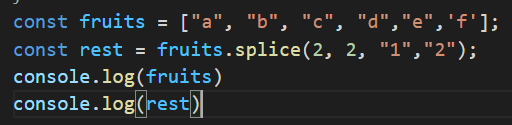 const fruits = ["a", "b", "c", "d","e",'f'];
const rest = fruits.splice(2, 2, "1","2");
console.log(fruits)
console.log(rest)